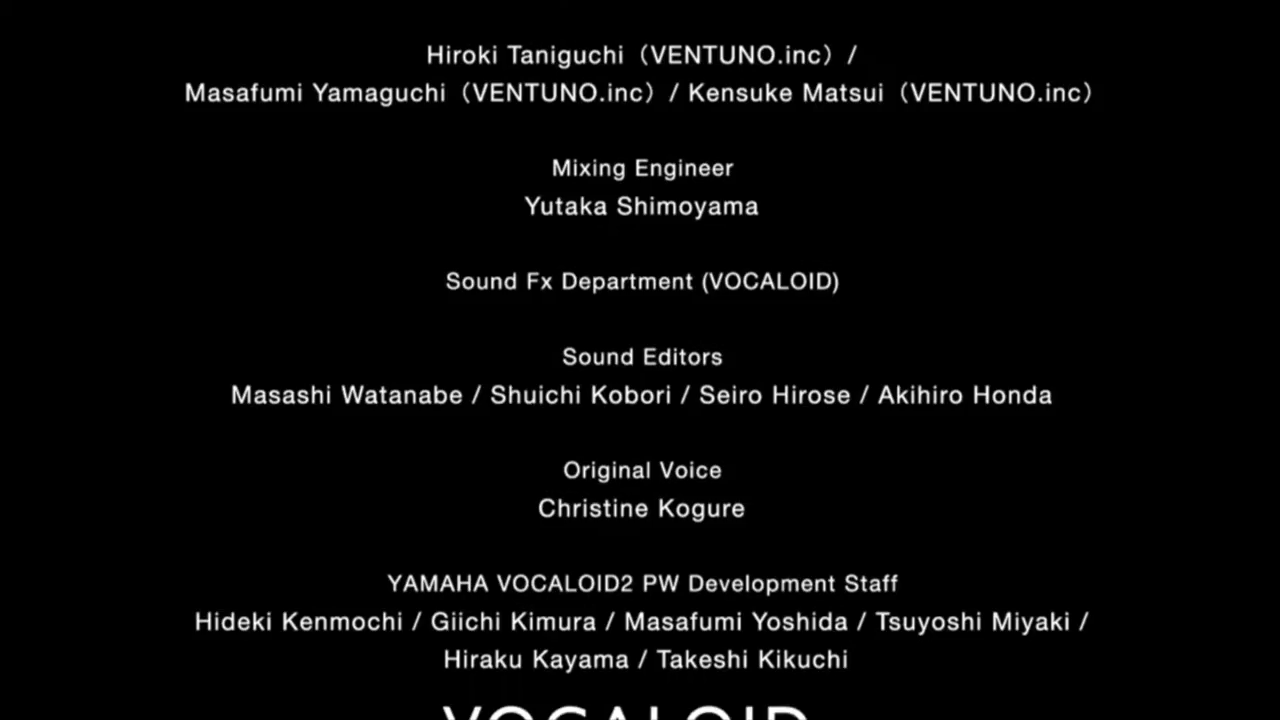 Hiroki Taniguchi（VENTUNO.inc）/
Masafumi Yamaguchi（VENTUNO.inc）/ Kensuke Matsui（VENTUNO.inc）
Mixing Engineer
Yutaka Shimoyama
Sound Fx Department (VOCALOID)
Sound Editors
Masashi Watanabe / Shuichi Kobori / Seiro Hirose / Akihiro Honda
Original Voice
Christine Kogure
YAMAHA VOCALOID2 PW Development Staff
Hideki Kenmochi / Giichi Kimura / Masafumi Yoshida / Tsuyoshi Miyaki /
Hiraku Kayama / Takeshi Kikuchi
VOCALOID